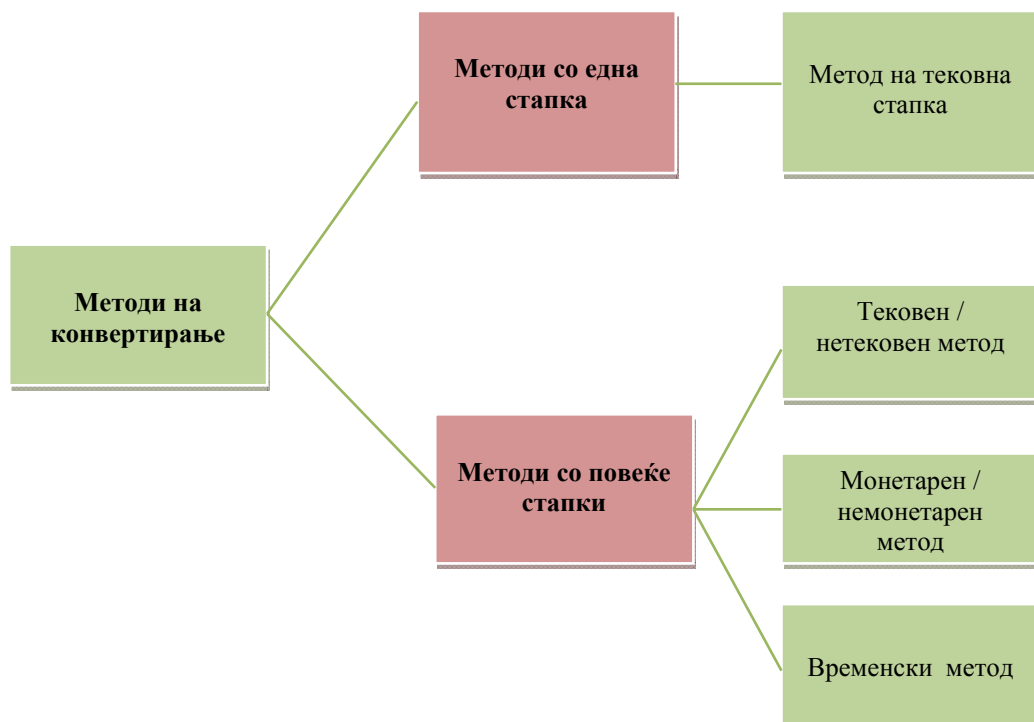 Методи со една
стапка
Метод на тековна
стапка
Методи на
конвертирање
Тековен /
нетековен метод
Методи со повеќе
стапки
Монетарен /
немонетарен
метод
Временски метод